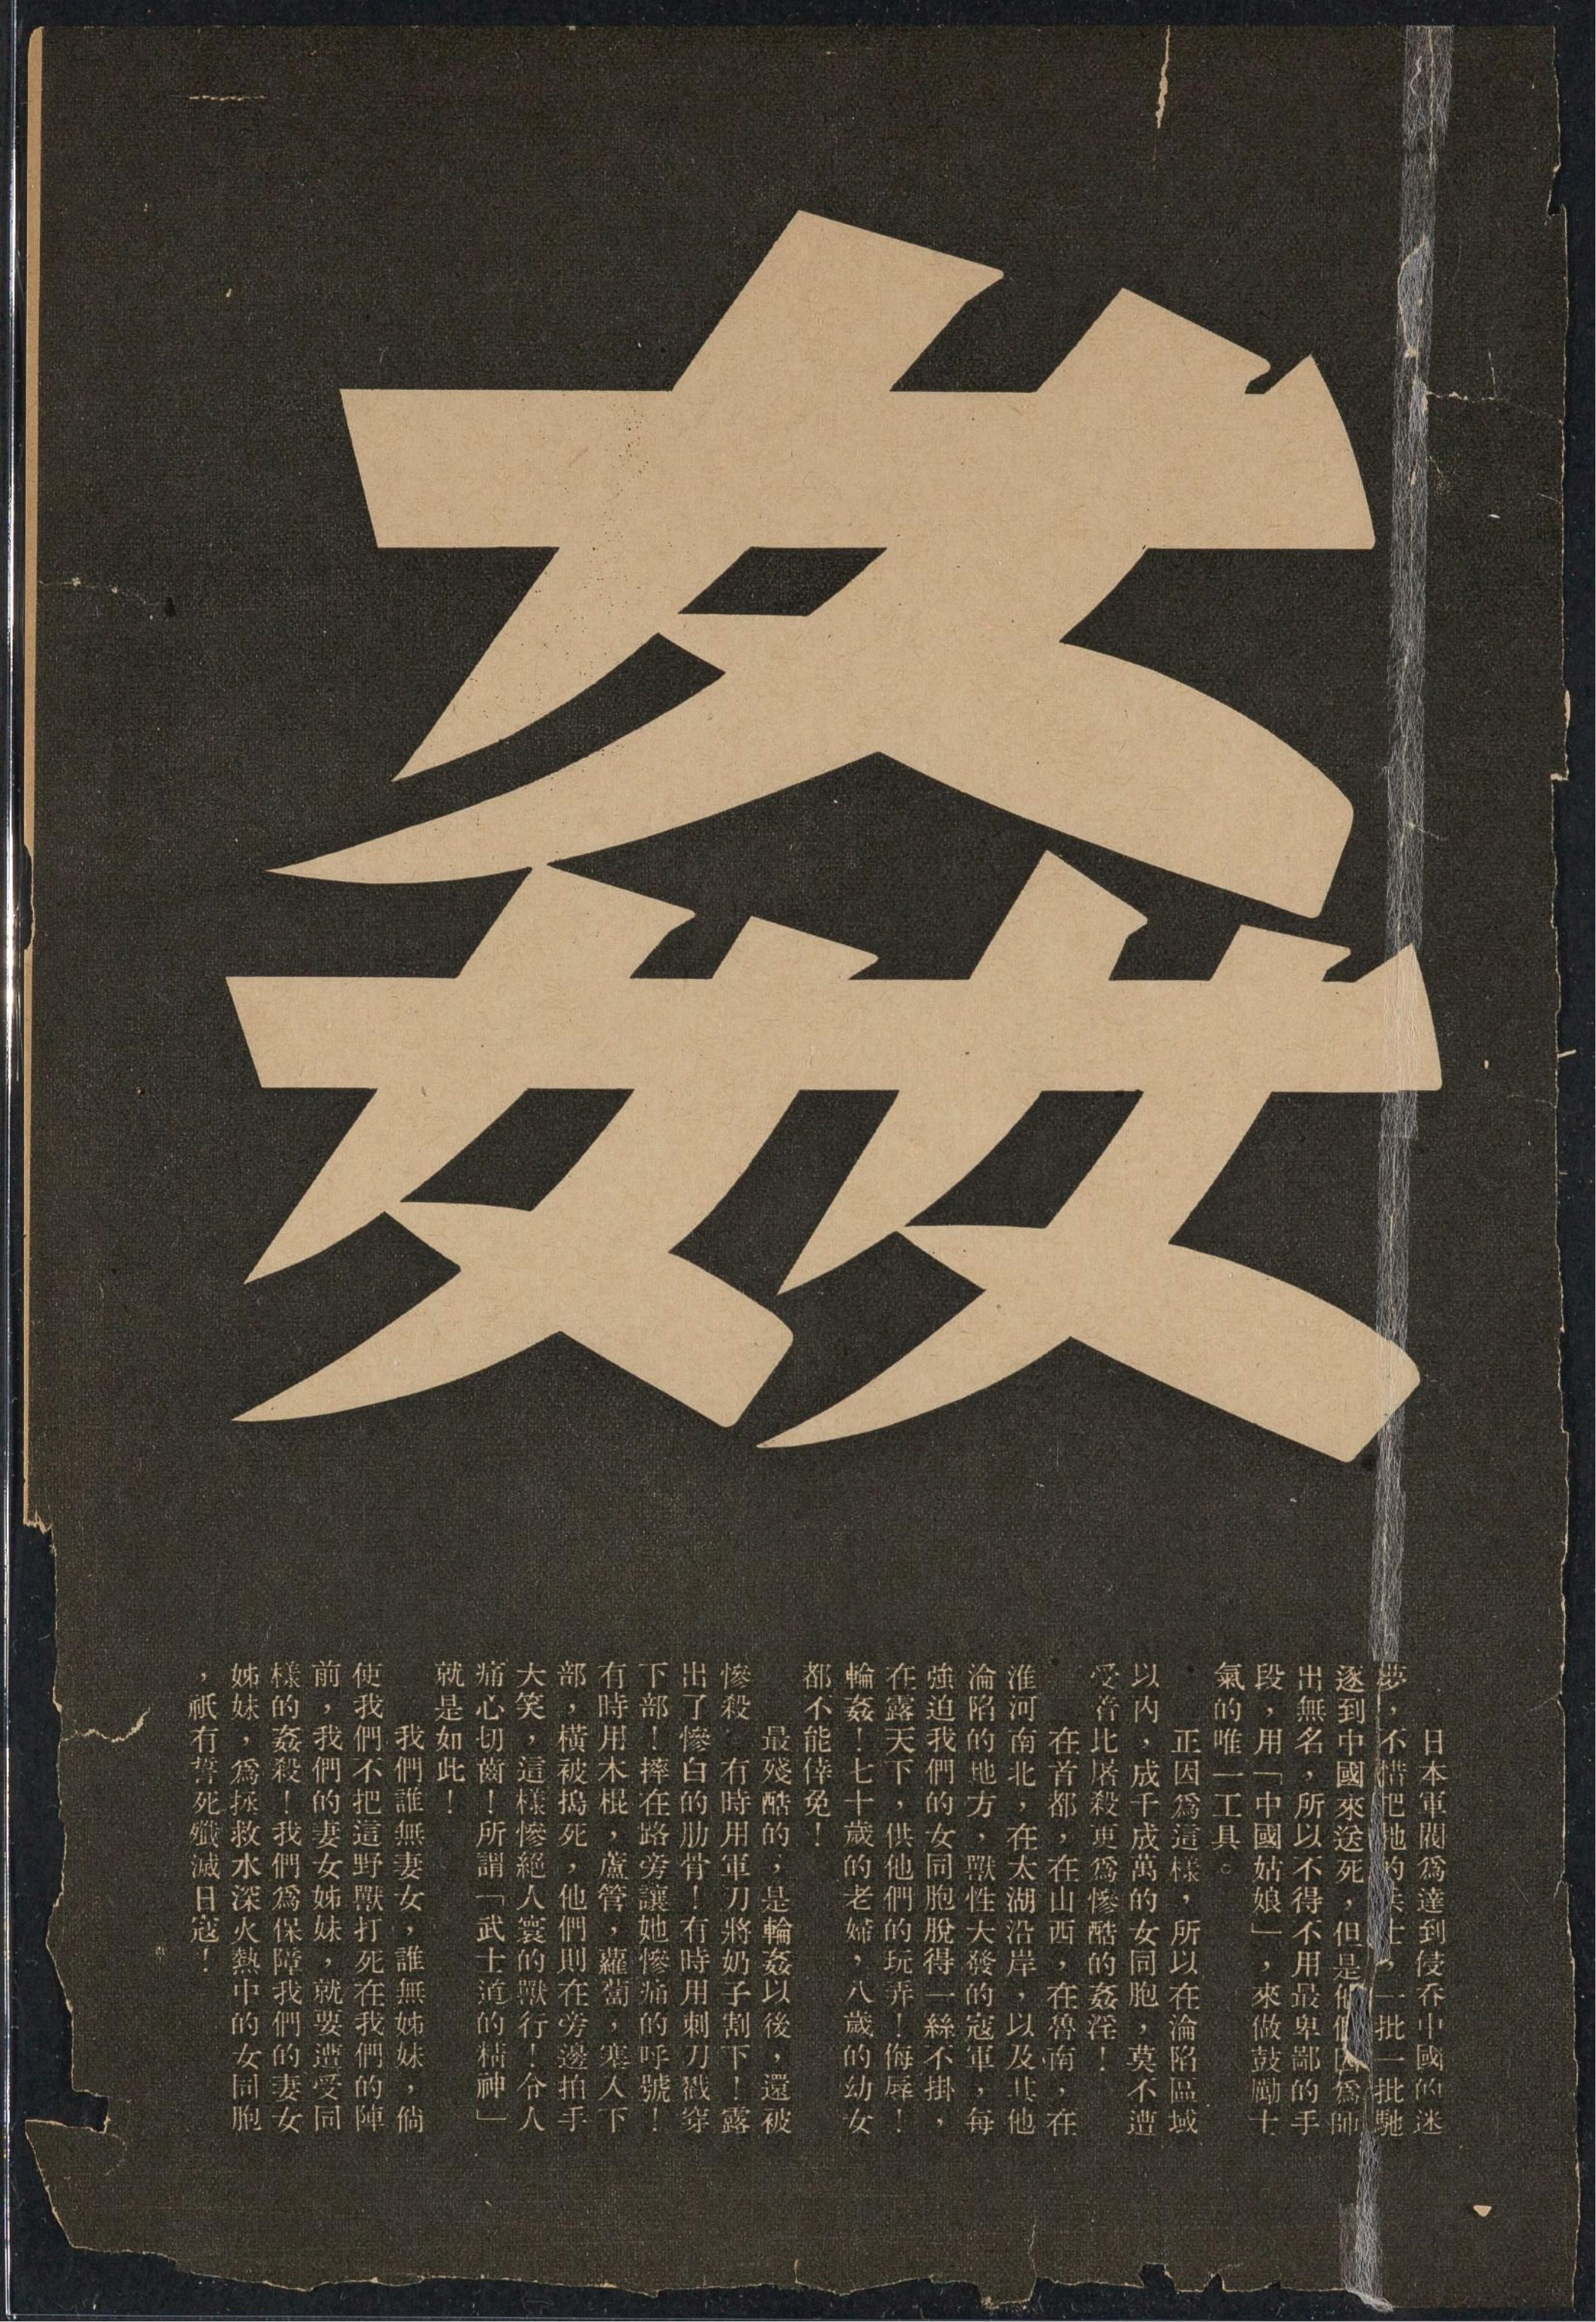 姦
日本軍閥爲達到侵吞中國的迷
夢，不惜把牠的兵士，一批一批馳
逐到中國來送死，但是他們因爲師
出無名，所以不得不用最卑鄙的手
段，用「中國姑娘」，來做鼓勵士
氣的唯一工具。
正因爲這樣，所以在淪陷區域
以內，成千成萬的女同胞，莫不遭
受着比屠殺更爲慘酷的姦淫！
在首都，在山西，在魯南，在
淮河南北，在太湖沿岸，以及其他
淪陷的地方，獸性大發的寇軍，每
強迫我們的女同胞脫得一絲不掛，
在露天下，供他們的玩弄！侮辱！
輪姦！七十歲的老婦，八歲的幼女
都不能倖免！
最殘酷的，是輪姦以後，還被
慘殺 有時用軍刀將奶子割下！露
出了慘白的肋骨！有時用刺刀戳穿
下部！摔在路旁讓她慘痛的呼號！
有時用木棍，蘆管，蘿蔔，塞入下
部，橫被搗死，他們則在旁邊拍手
大笑，這樣慘絕人寰的獸行！令人
痛心切齒！所謂「武士道的精神」
就是如此！
我們誰無妻女，誰無姊妹，倘
使我們不把這野獸打死在我們的陣
前，我們的妻女姊妹，就要遭受同
樣的姦殺！我們爲保障我們的妻女
姊妹，爲拯救水深火熱中的女同胞
，祇有誓死殲滅日寇！